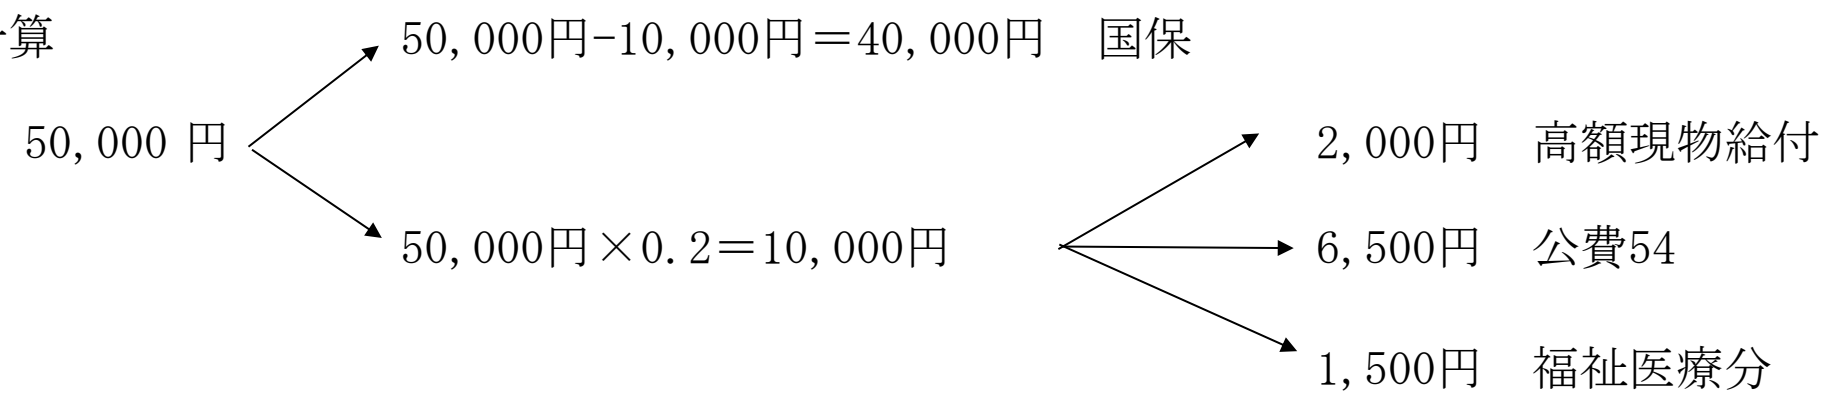 算
50,000円-10,000円=40,000円 国保
50,000 円
2,000円 高額現物給付
50,000円×0.2=10,000円
6,500円 公費54
1,500円 福祉医療分